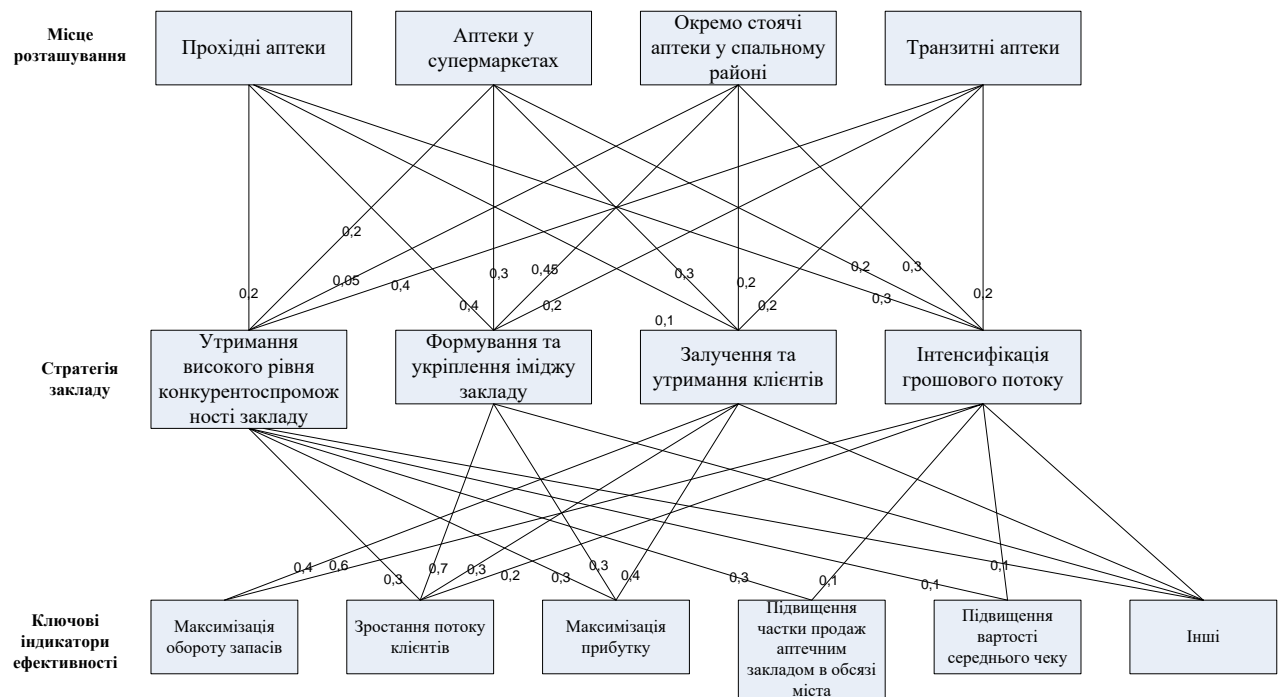 Місце
розташування
Прохідні аптеки
Аптеки у
супермаркетах
Окремо стоячі
аптеки у спальному
районі
Транзитні аптеки
0,2
0,05
0,4
0,2
0,3
0,45
0,4
0,2
0,3
0,2
0,1
0,2
0,2
0,3
0,3
0,2
Стратегія
закладу
Утримання
високого рівня
конкурентоспромож
ності закладу
Формування та
укріплення іміджу
закладу
Залучення та
утримання клієнтів
Інтенсифікація
грошового потоку
0,4
0,6
0,3
0,7
0,3
0,2
0,3
0,3
0,4
0,3
0,1
0,1
0,1
Ключові
індикатори
ефективності
Максимізація
обороту запасів
Зростання потоку
клієнтів
Максимізація
прибутку
Підвищення
частки продаж
аптечним
закладом в обсязі
міста
Підвищення
вартості
середнього чеку
Інші